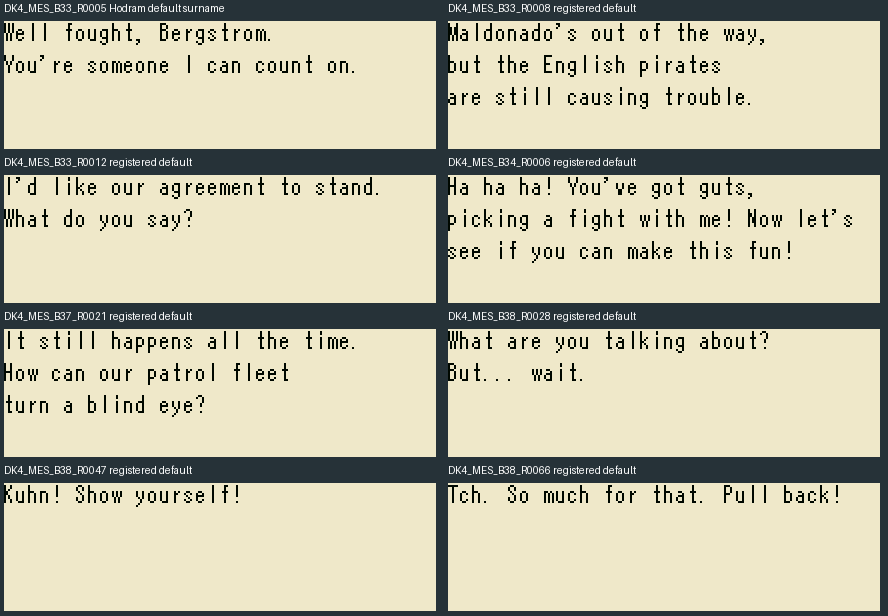 DK4_MES_B33_R0005 Hodram default surname
Well fought, Bergstrom.
You're someone I can count on.
DK4_MES_B33_R0008 registered default
Maldonado's out of the way,
but the English pirates
are still causing trouble.
DK4_MES_B33_R0012 registered default
I'd like our agreement to stand.
What do you say?
DK4_MES_B34_R0006 registered default
Ha ha ha! You've got guts,
picking a fight with me! Now let's
see if you can make this fun!
DK4_MES_B37_R0021 registered default
It still happens all the time.
How can our patrol fleet
turn a blind eye?
DK4_MES_B38_R0028 registered default
What are you talking about?
But... wait.
DK4_MES_B38_R0047 registered default
Kuhn! Show yourself!
DK4_MES_B38_R0066 registered default
Tch. So much for that. Pull back!